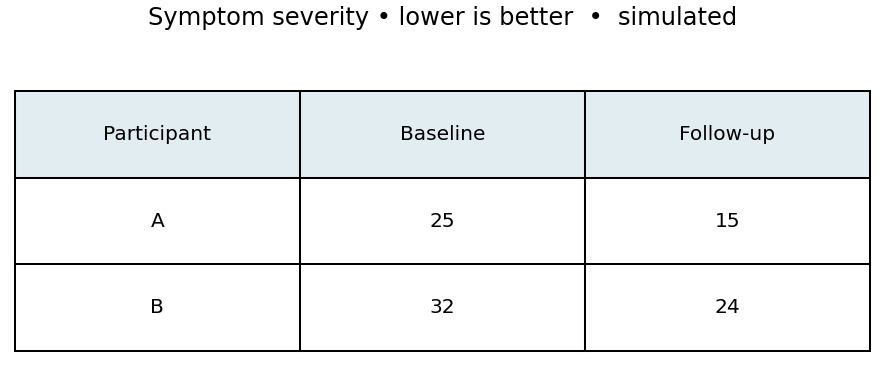 Symptom severity • lower is better • simulated
Participant Baseline Follow-up
A 25 15
B 32 24